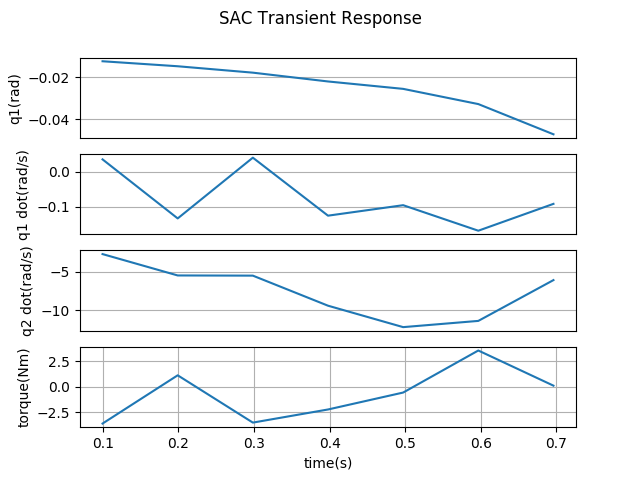 SAC Transient Response
q1(rad)
−0.02
−0.04
q1 dot(rad/s)
0.0
−0.1
q2 dot(rad/s)
−5
−10
torque(Nm)
2.5
0.0
−2.5
0.1 0.2 0.3 0.4 0.5 0.6 0.7
time(s)